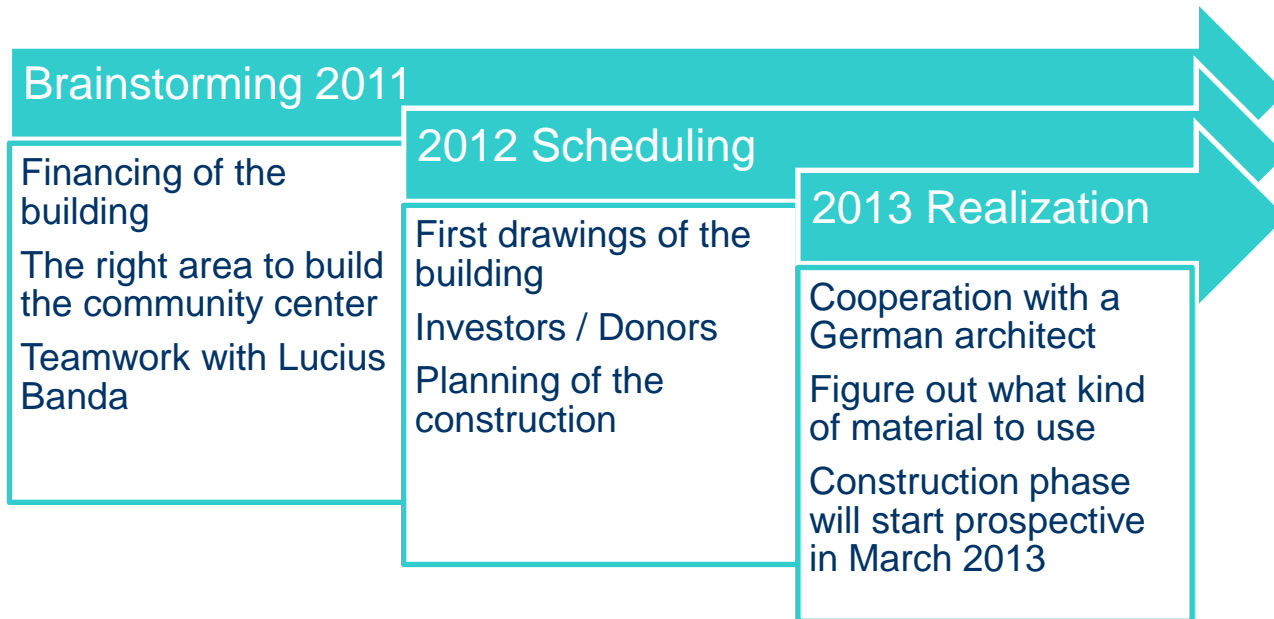 Brainstorming 2011
Financing of the
building
The right area to build
the community center
Teamwork with Lucius
Banda
2012 Scheduling
First drawings of the
building
Investors / Donors
Planning of the
construction
2013 Realization
Cooperation with a
German architect
Figure out what kind
of material to use
Construction phase
will start prospective
in March 2013